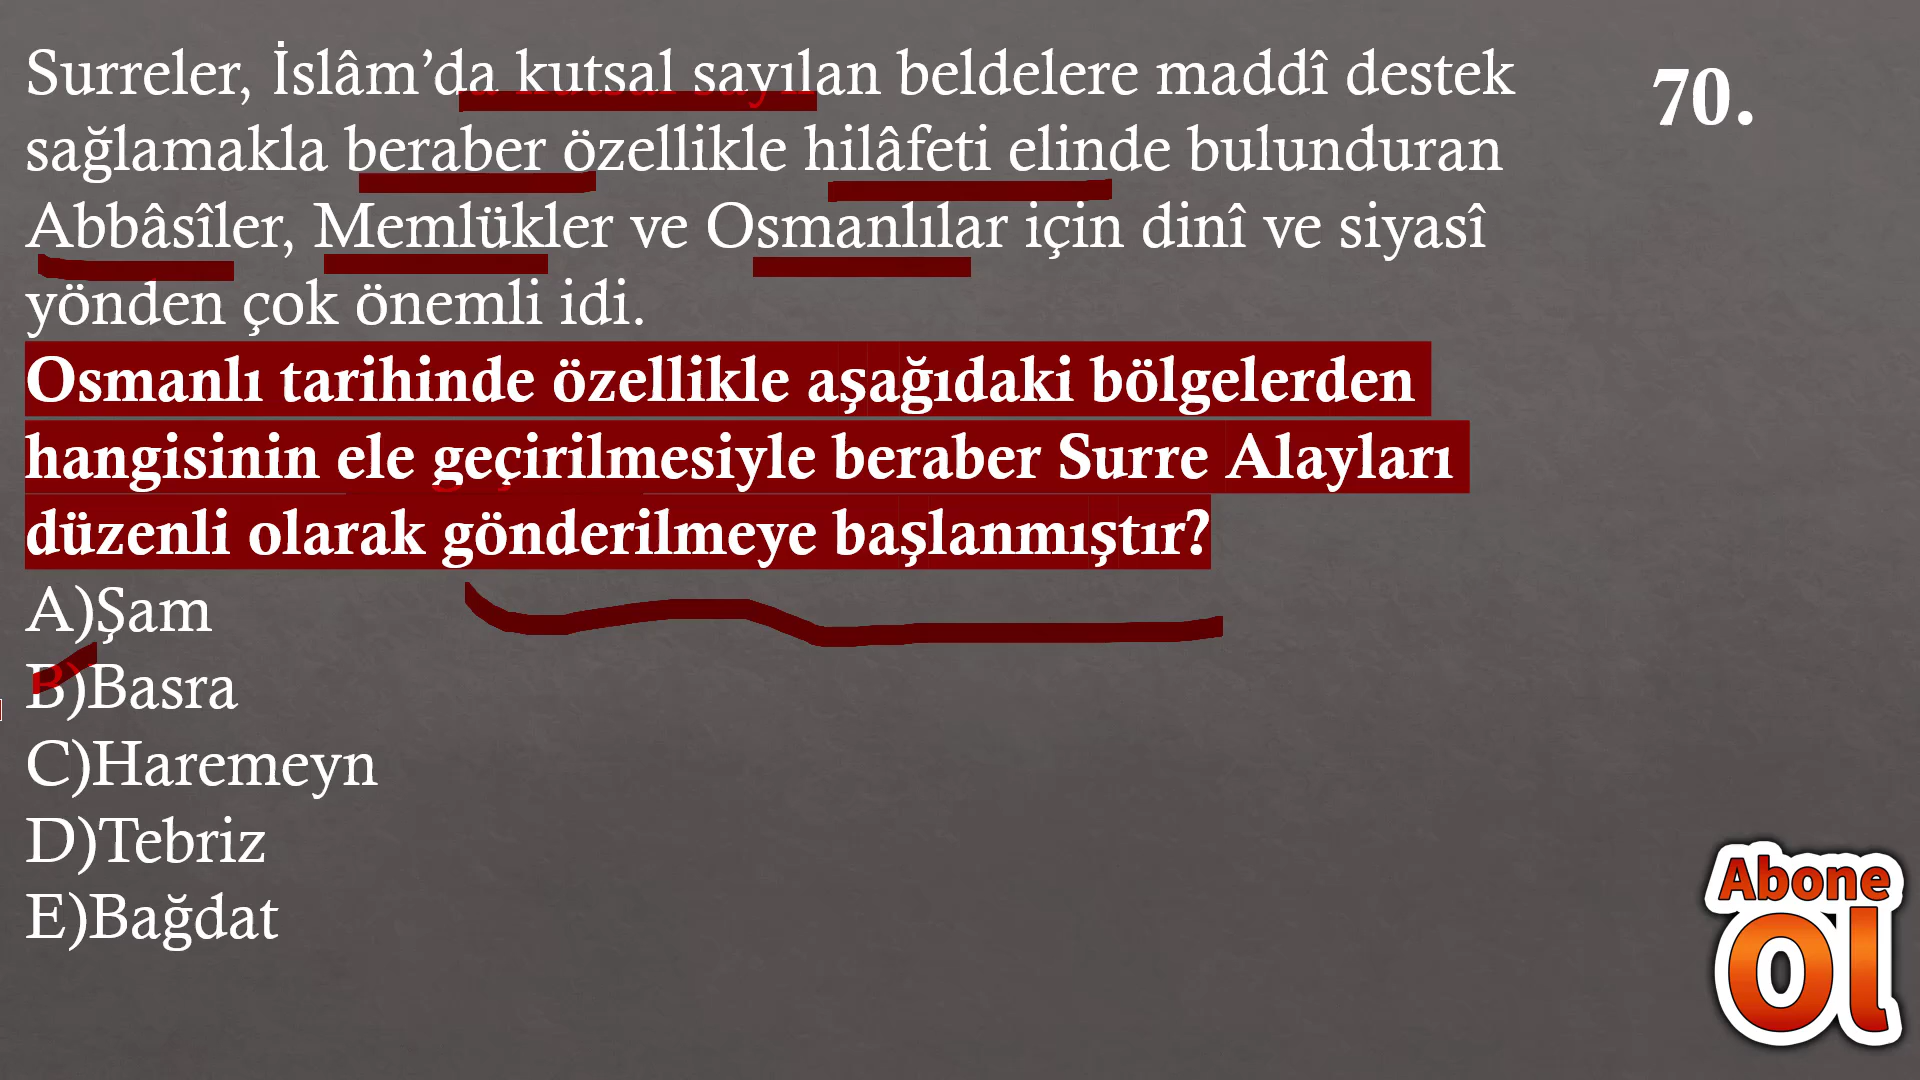 Surreler, İslâm’da kutsal sayılan beldelere maddî destek
sağlamakla beraber özellikle hilâfeti elinde bulunduran
Abbâsîler, Memlükler ve Osmanlılar için dinî ve siyasî
yönden çok önemli idi.
Osmanlı tarihinde özellikle aşağıdaki bölgelerden
hangisinin ele geçirilmesiyle beraber Surre Alayları
düzenli olarak gönderilmeye başlanmıştır?
A)Şam
B)Basra
C)Haremeyn
D)Tebriz
E)Bağdat
70.
Abone
Ol